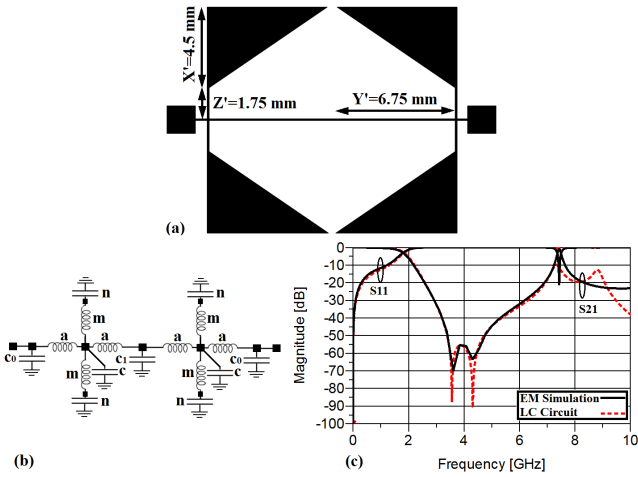 X'=4.5 mm
Z'=1.75 mm
Y'=6.75 mm
(a)
n n
m m
a a a a
c₀ c₁ c₀
m c m c
n n
(b)
0
-10
-20
-30
-40
-50
-60
-70
-80
-90
-100
Magnitude [dB]
S11
S21
EM Simulation
LC Circuit
0 2 4 6 8 10
Frequency [GHz]
(c)